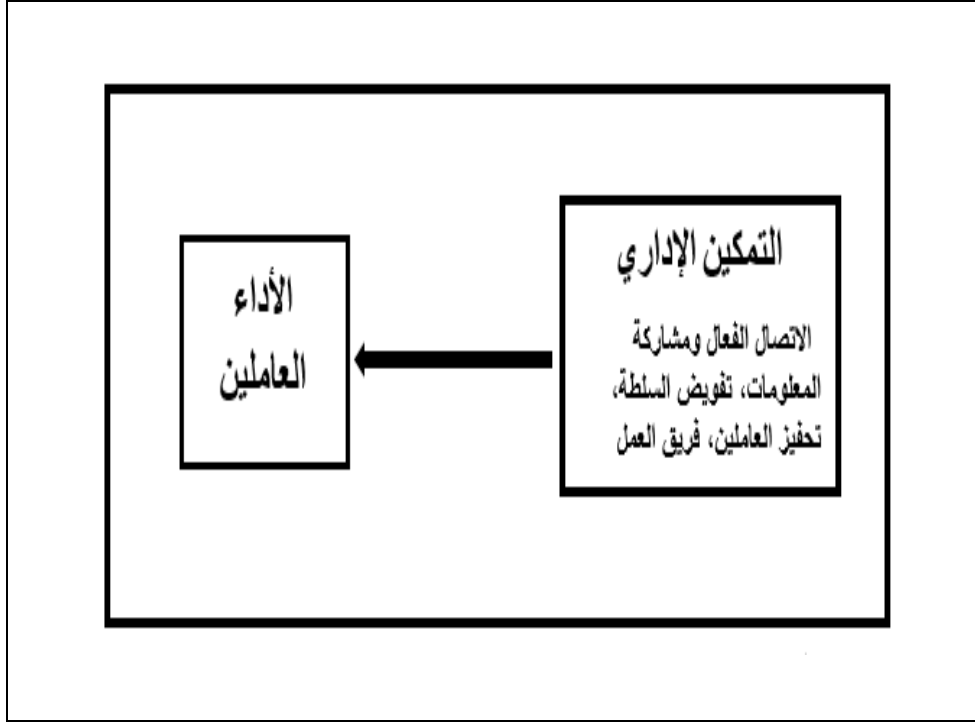 التمكين الإداري
الاتصال الفعال ومشاركة
المعلومات، تفويض السلطة،
تحفيز العاملين، فريق العمل
الأداء
العاملين